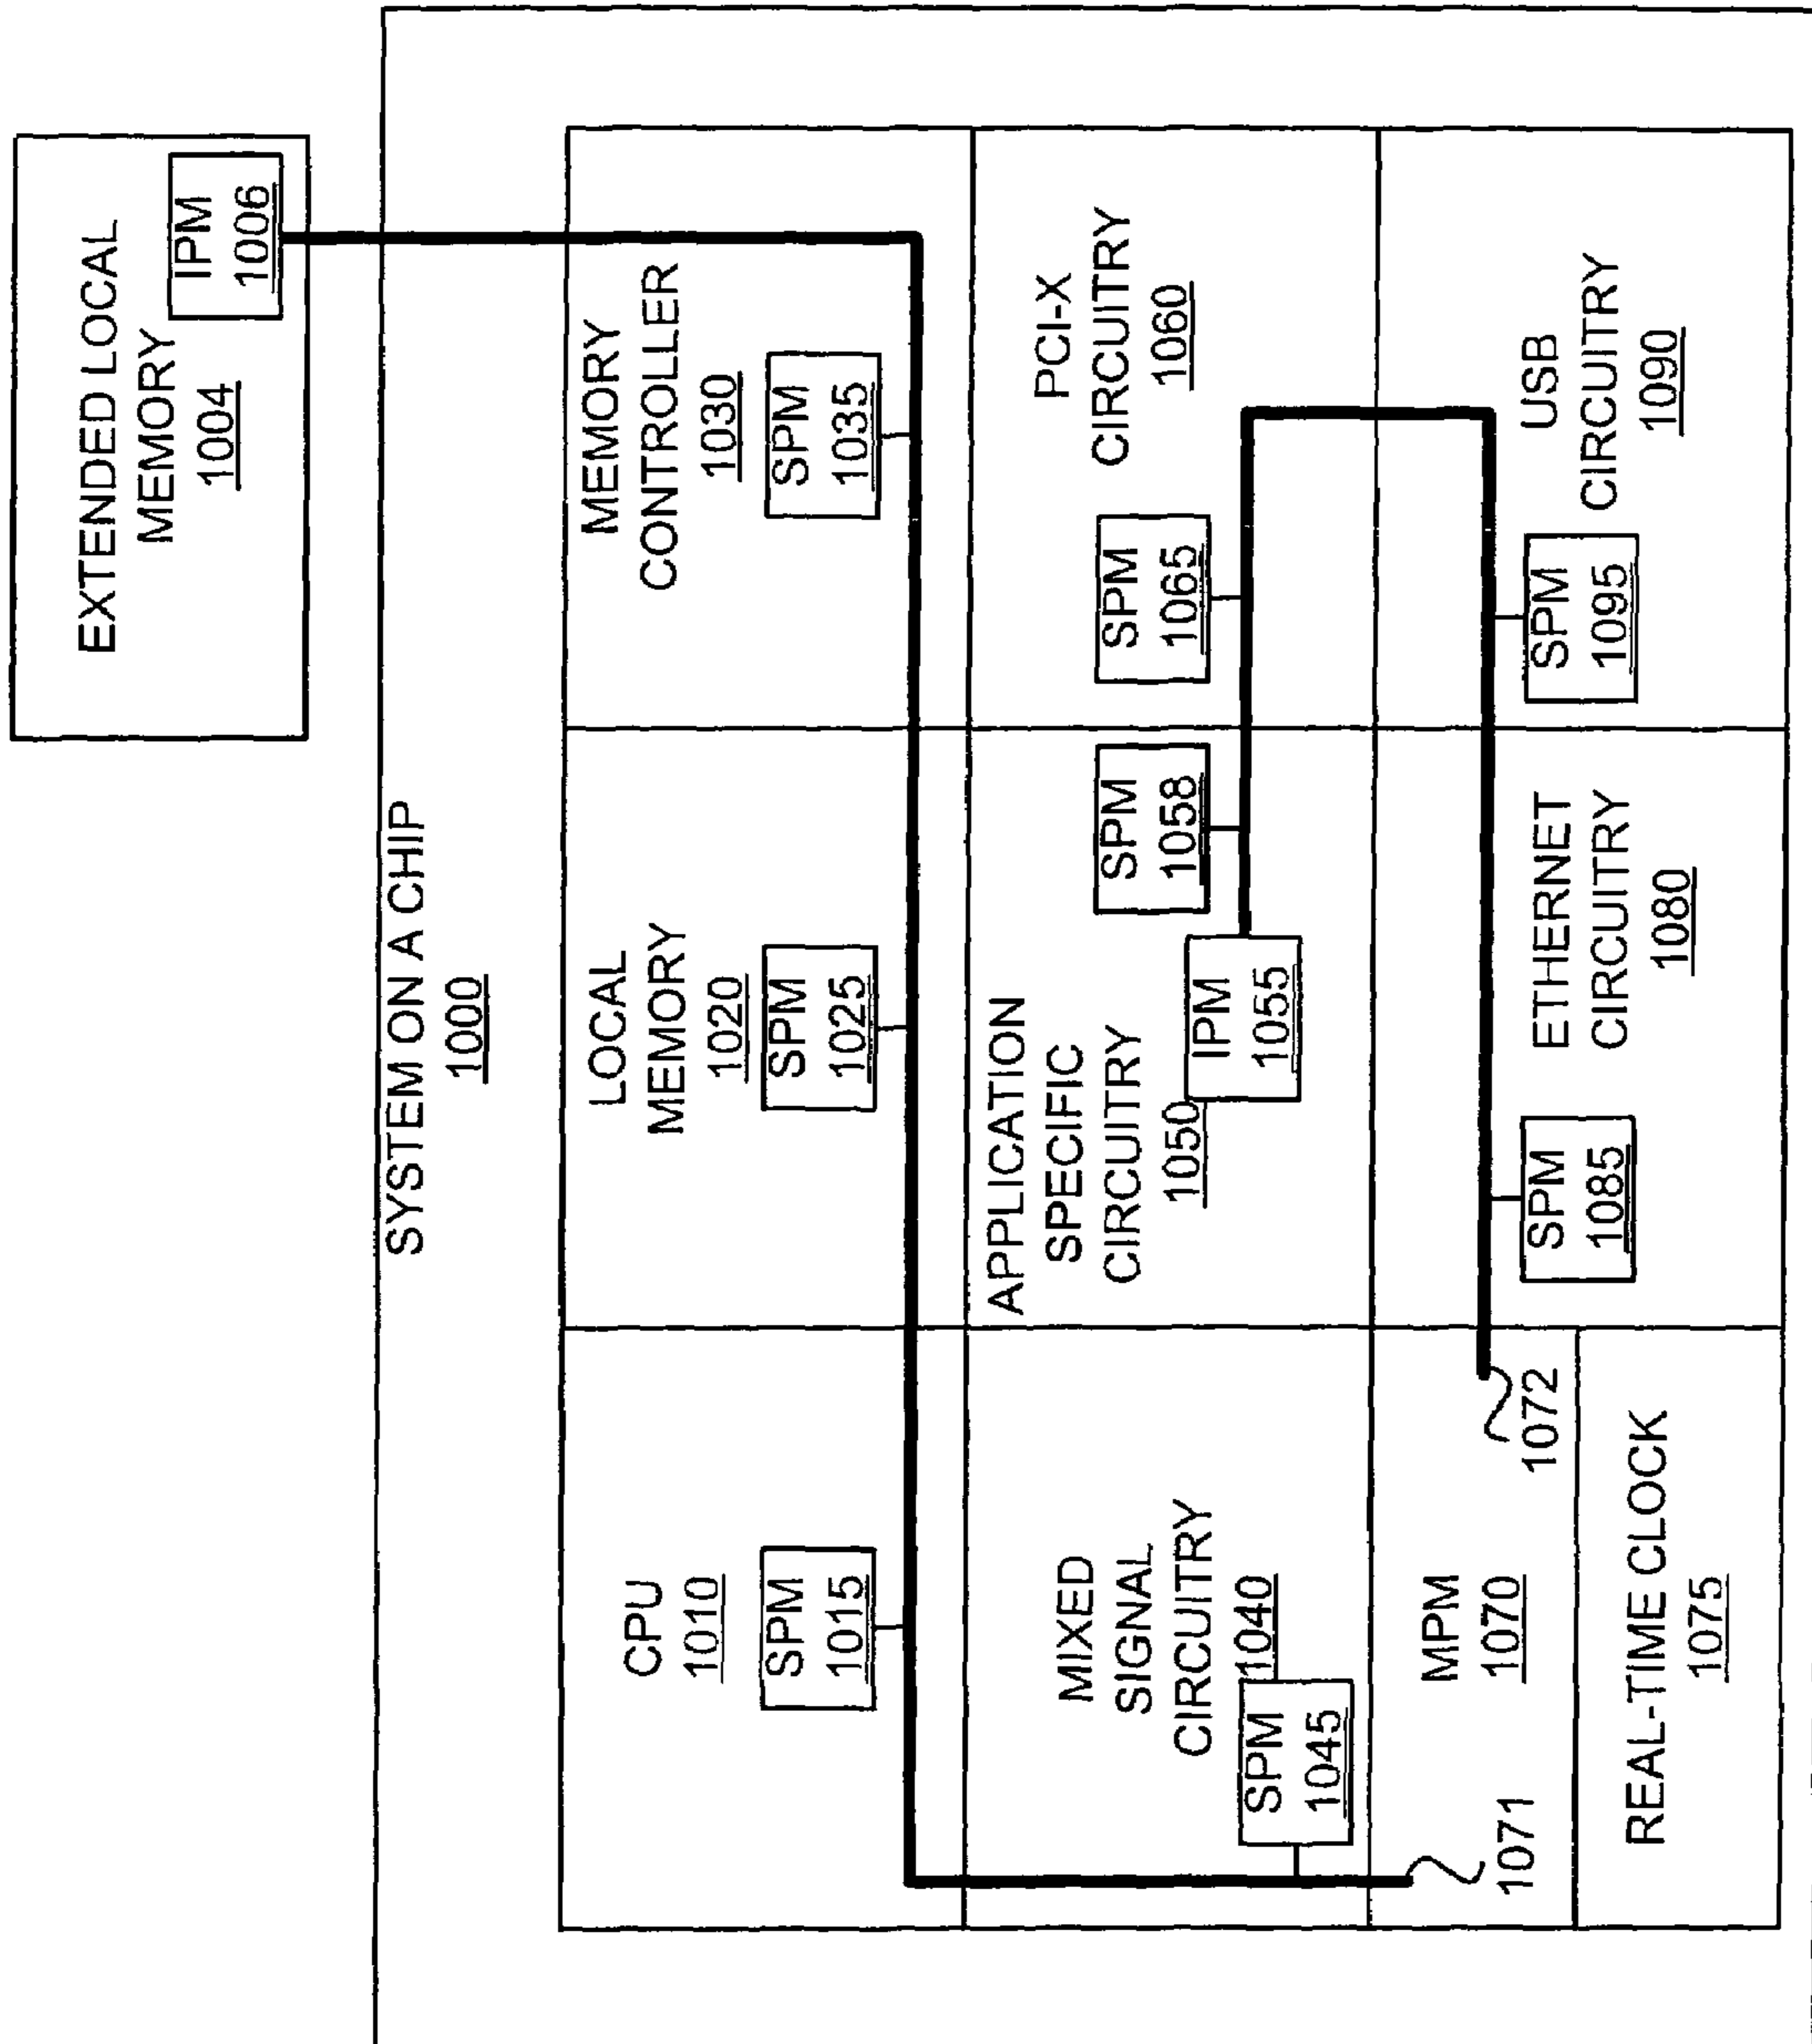 EXTENDED LOCAL
MEMORY
1004
IPM
1006
SYSTEM ON A CHIP
1000
CPU
1010
SPM
1015
LOCAL
MEMORY
1020
SPM
1025
MEMORY
CONTROLLER
1030
SPM
1035
MIXED
SIGNAL
CIRCUITRY
1040
SPM
1045
APPLICATION
SPECIFIC
CIRCUITRY
1050
IPM
1055
SPM
1058
PCI-X
CIRCUITRY
1060
SPM
1065
MPM
1070
1071
1072
REAL-TIME CLOCK
1075
ETHERNET
CIRCUITRY
1080
SPM
1085
USB
CIRCUITRY
1090
SPM
1095